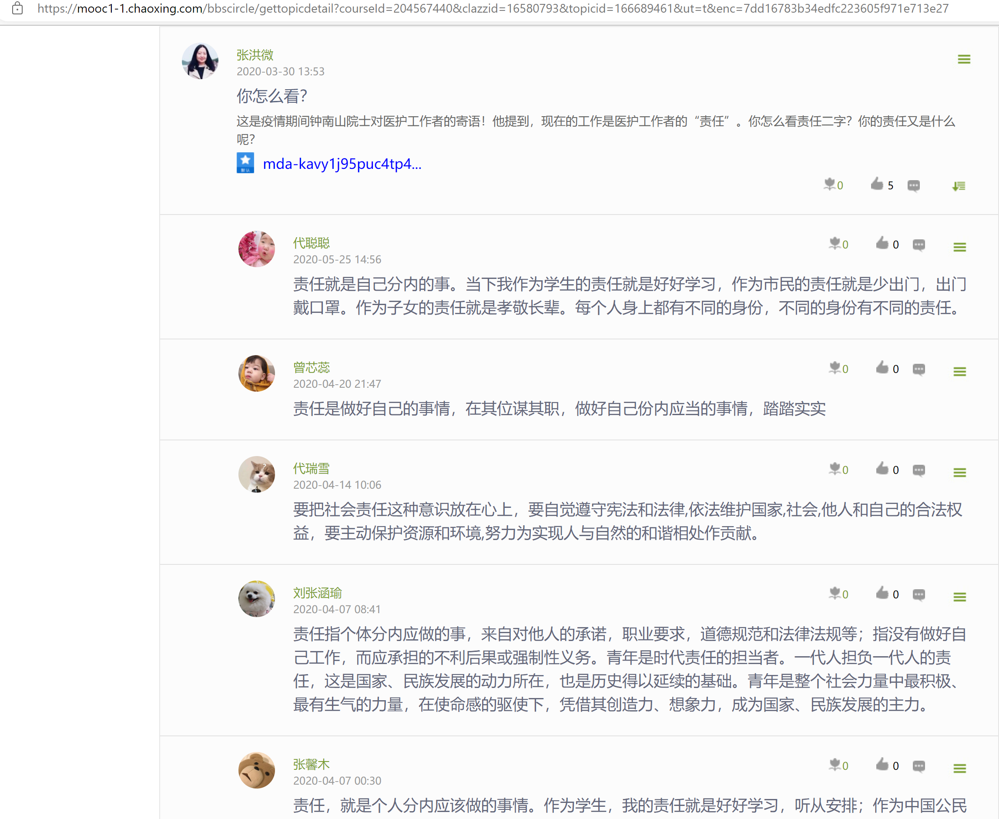 https://mooc1-1.chaoxing.com/bbscircle/gettopicdetail?courseId=204567440&clazzid=16580793&topicid=166689461&ut=t&enc=7dd16783b34edfc223605f971e713e27
张洪微
2020-03-30 13:53
你怎么看？
这是疫情期间钟南山院士对医护工作者的寄语！他提到，现在的工作是医护工作者的“责任”。你怎么看责任二字？你的责任又是什么
呢？
默认
mda-kavy1j95puc4tp4...
0 5
代聪聪
0 0
2020-05-25 14:56
责任就是自己分内的事。当下我作为学生的责任就是好好学习，作为市民的责任就是少出门，出门
戴口罩。作为子女的责任就是孝敬长辈。每个人身上都有不同的身份，不同的身份有不同的责任。
曾芯蕊
0 0
2020-04-20 21:47
责任是做好自己的事情，在其位谋其职，做好自己份内应当的事情，踏踏实实
代瑞雪
0 0
2020-04-14 10:06
要把社会责任这种意识放在心上，要自觉遵守宪法和法律,依法维护国家,社会,他人和自己的合法权
益，要主动保护资源和环境,努力为实现人与自然的和谐相处作贡献。
刘张涵瑜
0 0
2020-04-07 08:41
责任指个体分内应做的事，来自对他人的承诺，职业要求，道德规范和法律法规等；指没有做好自
己工作，而应承担的不利后果或强制性义务。青年是时代责任的担当者。一代人担负一代人的责
任，这是国家、民族发展的动力所在，也是历史得以延续的基础。青年是整个社会力量中最积极、
最有生气的力量，在使命感的驱使下，凭借其创造力、想象力，成为国家、民族发展的主力。
张馨木
0 0
2020-04-07 00:30
责任，就是个人分内应该做的事情。作为学生，我的责任就是好好学习，听从安排；作为中国公民